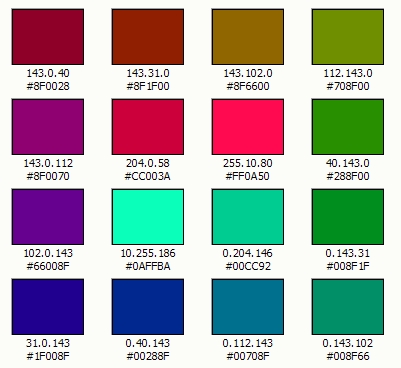 143.0.40
#8F0028
143.31.0
#8F1F00
143.102.0
#8F6600
112.143.0
#708F00
143.0.112
#8F0070
204.0.58
#CC003A
255.10.80
#FF0A50
40.143.0
#288F00
102.0.143
#66008F
10.255.186
#0AFFBA
0.204.146
#00CC92
0.143.31
#008F1F
31.0.143
#1F008F
0.40.143
#00288F
0.112.143
#00708F
0.143.102
#008F66